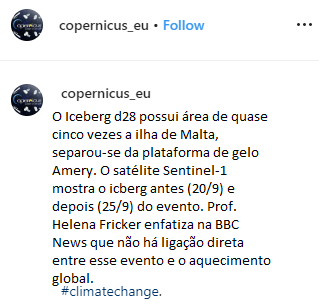 copernicus_eu • Follow ...
copernicus_eu
O Iceberg d28 possui área de quase
cinco vezes a ilha de Malta,
separou-se da plataforma de gelo
Amery. O satélite Sentinel-1
mostra o icberg antes (20/9) e
depois (25/9) do evento. Prof.
Helena Fricker enfatiza na BBC
News que não há ligação direta
entre esse evento e o aquecimento
global.
#climatechange.